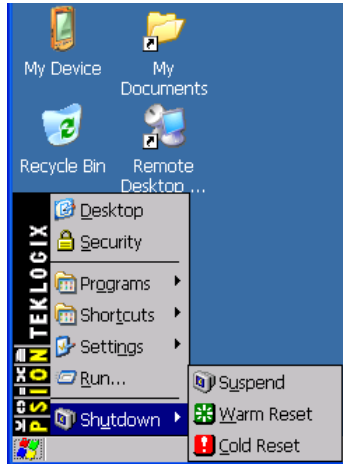 My Device
My
Documents
Recycle Bin
Remote
Desktop ...
PSION TEKLOGIX
Desktop
Security
Programs
Shortcuts
Settings
Run...
Shutdown
Suspend
Warm Reset
Cold Reset